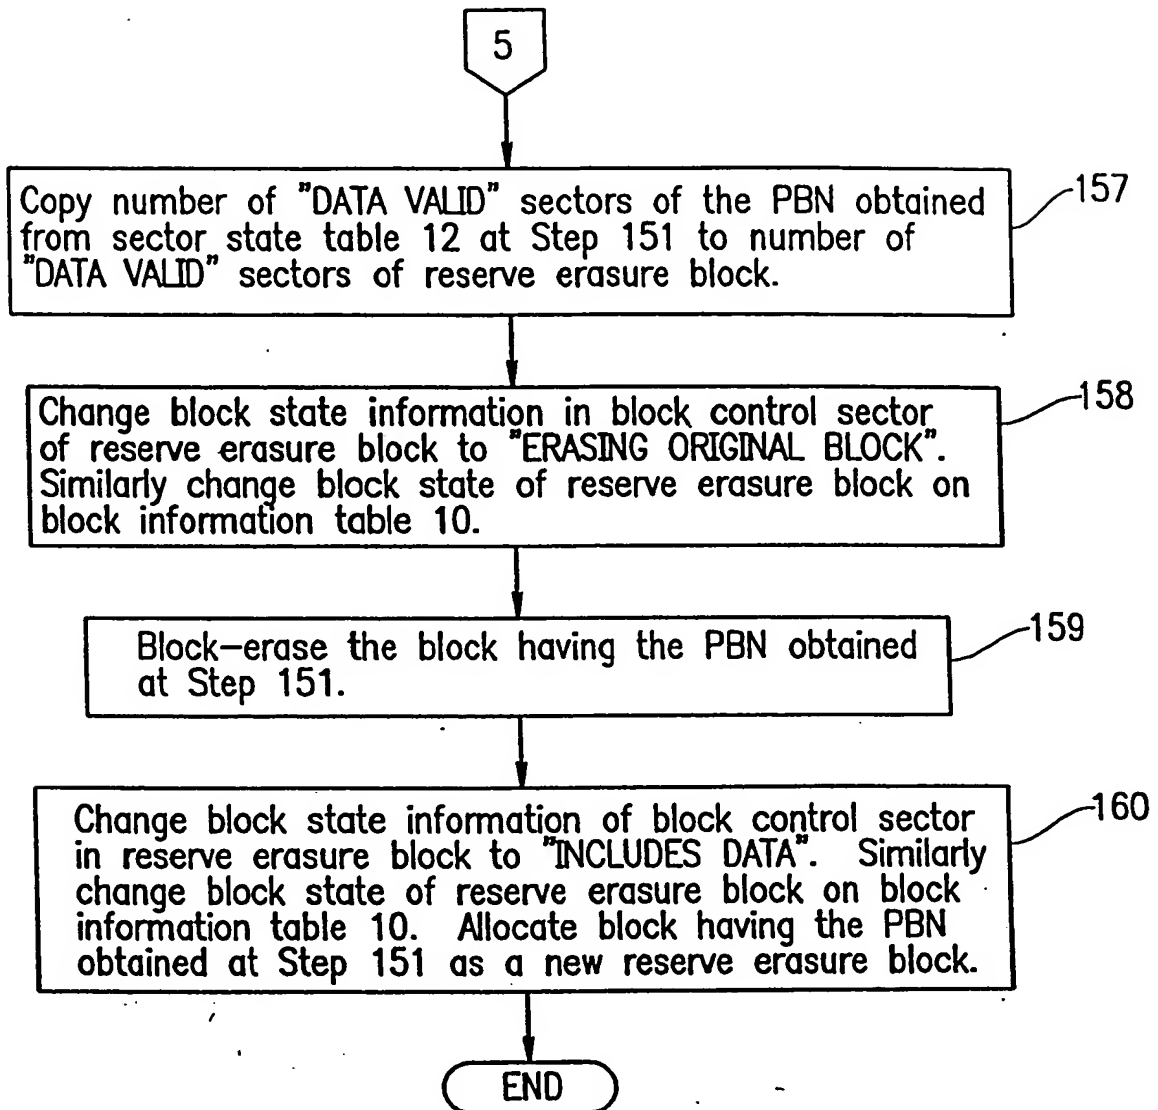 5
Copy number of "DATA VALID" sectors of the PBN obtained
from sector state table 12 at Step 151 to number of
"DATA VALID" sectors of reserve erasure block.
157
Change block state information in block control sector
of reserve erasure block to "ERASING ORIGINAL BLOCK".
Similarly change block state of reserve erasure block on
block information table 10.
158
Block-erase the block having the PBN obtained
at Step 151.
159
Change block state information of block control sector
in reserve erasure block to "INCLUDES DATA". Similarly
change block state of reserve erasure block on block
information table 10. Allocate block having the PBN
obtained at Step 151 as a new reserve erasure block.
160
END